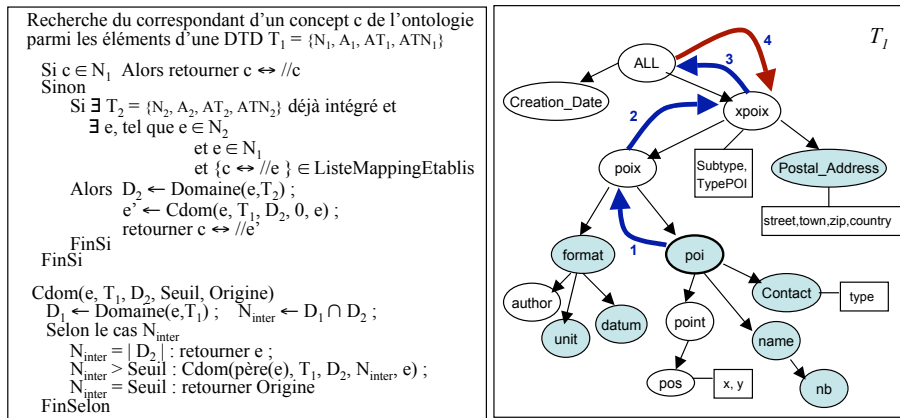 Recherche du correspondant d'un concept c de l'ontologie
parmi les éléments d'une DTD T1 = {N1, A1, AT1, ATN1}
Si c ∈ N1 Alors retourner c ↔ //c
Sinon
Si ∃ T2 = {N2, A2, AT2, ATN2} déjà intégré et
∃ e, tel que e ∈ N2
et e ∈ N1
et {c ↔ //e } ∈ ListeMappingEtablis
Alors D2 ← Domaine(e,T2) ;
e' ← Cdom(e, T1, D2, 0, e) ;
retourner c ↔ //e'
FinSi
FinSi
Cdom(e, T1, D2, Seuil, Origine)
D1 ← Domaine(e,T1) ; Ninter ← D1 ∩ D2 ;
Selon le cas Ninter
Ninter = | D2 | : retourner e ;
Ninter > Seuil : Cdom(père(e), T1, D2, Ninter, e) ;
Ninter = Seuil : retourner Origine
FinSelon
T1
4
3
ALL
Creation_Date
xpoix
2
poix
Subtype,
TypePOI
Postal_Address
street,town,zip,country
1
format
poi
author
unit
datum
point
Contact
type
name
pos
x, y
nb